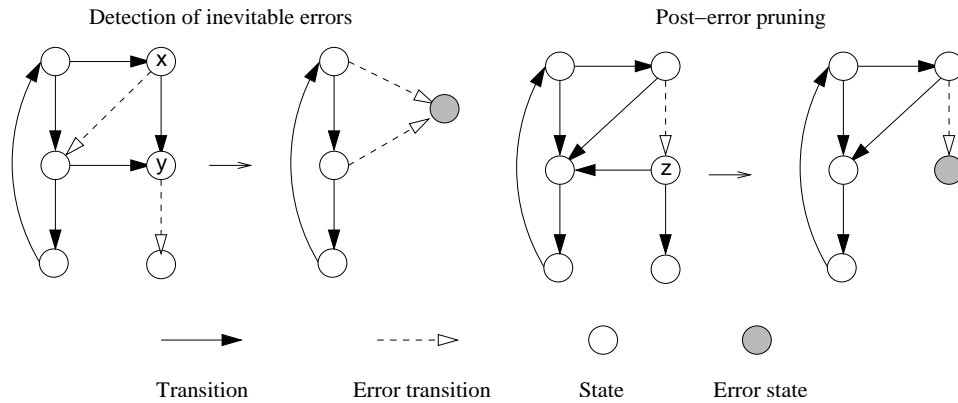 Detection of inevitable errors
Post−error pruning
x
y
z
Transition
Error transition
State
Error state